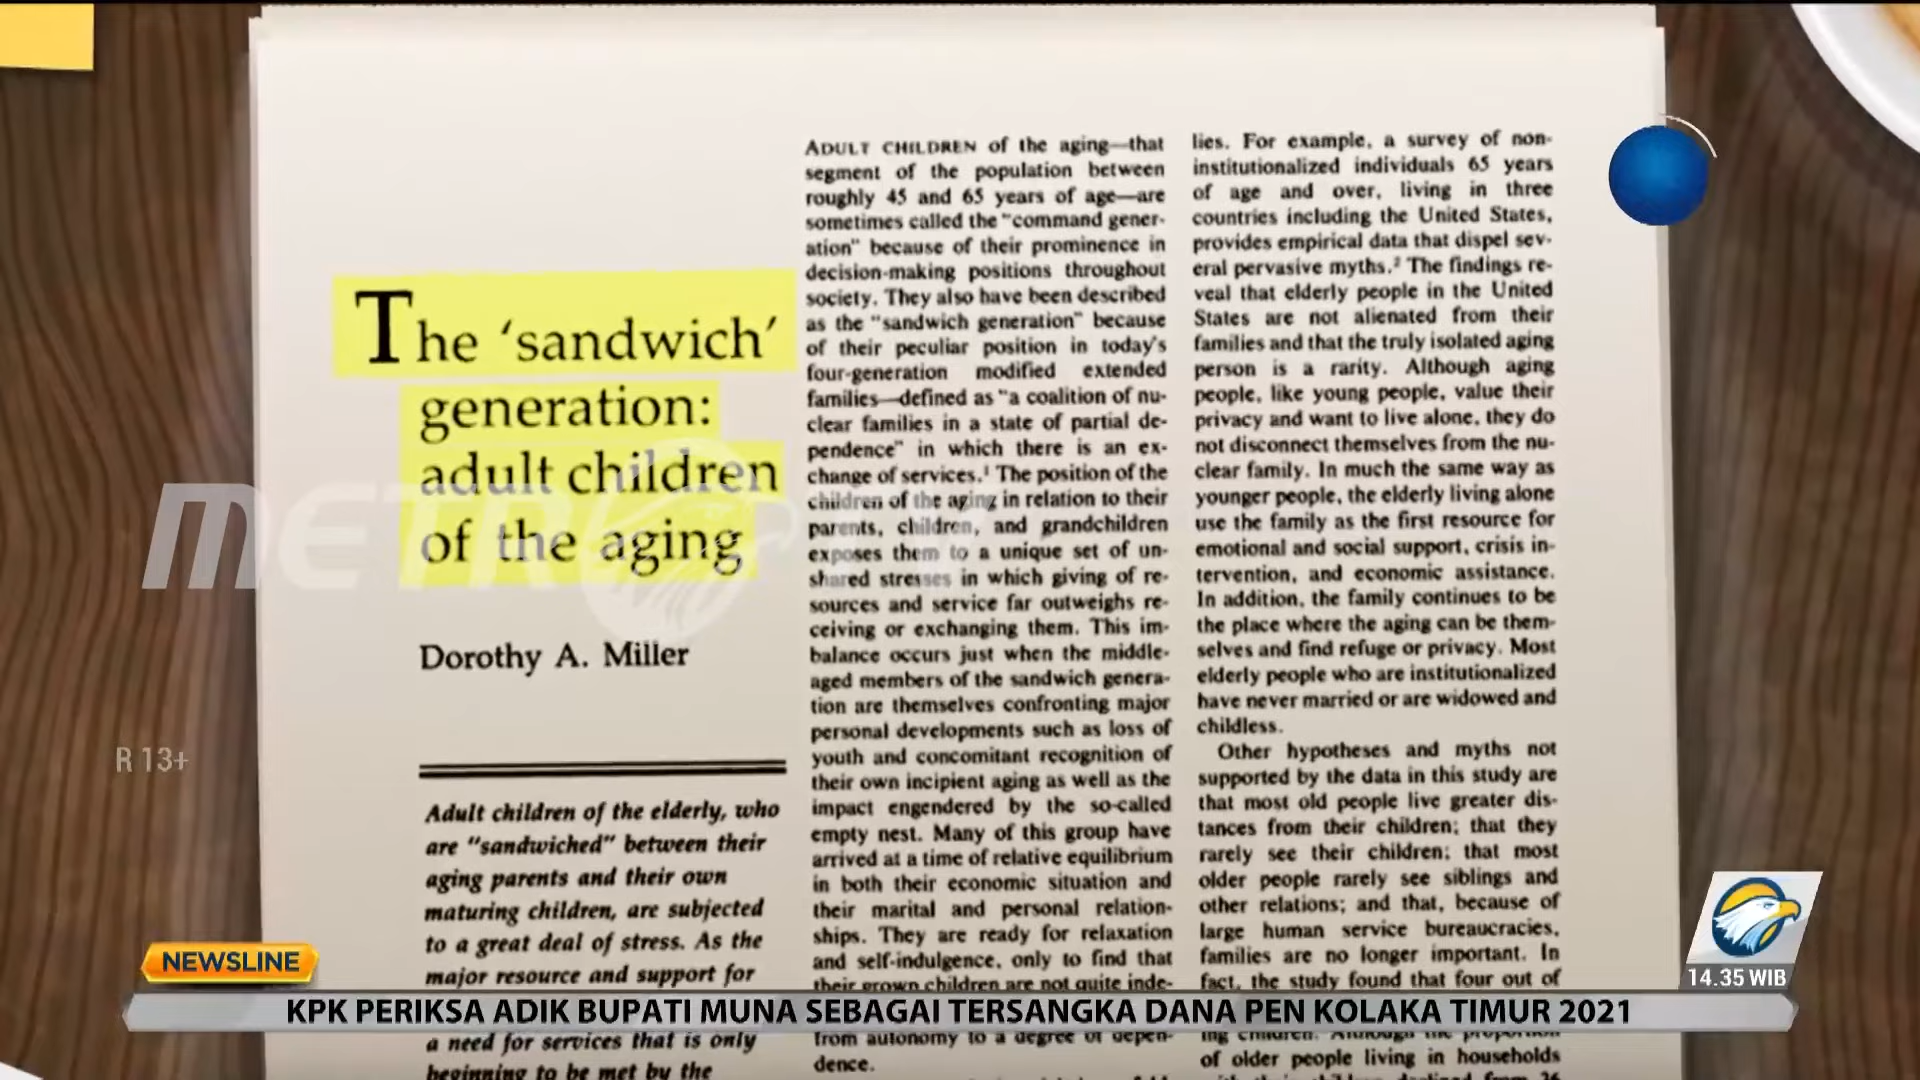 The ‘sandwich’
generation:
adult children
of the aging
Dorothy A. Miller
Adult children of the elderly, who
are "sandwiched" between their
aging parents and their own
maturing children, are subjected
to a great deal of stress. As the
major resource and support for
a need for services that is only
beginning to be met by the
ADULT CHILDREN of the aging—that
segment of the population between
roughly 45 and 65 years of age—are
sometimes called the "command gener-
ation" because of their prominence in
decision-making positions throughout
society. They also have been described
as the "sandwich generation" because
of their peculiar position in today's
four-generation modified extended
families—defined as "a coalition of nu-
clear families in a state of partial de-
pendence" in which there is an ex-
change of services.¹ The position of the
children of the aging in relation to their
parents, children, and grandchildren
exposes them to a unique set of un-
shared stresses in which giving of re-
sources and service far outweighs re-
ceiving or exchanging them. This im-
balance occurs just when the middle-
aged members of the sandwich genera-
tion are themselves confronting major
personal developments such as loss of
youth and concomitant recognition of
their own incipient aging as well as the
impact engendered by the so-called
empty nest. Many of this group have
arrived at a time of relative equilibrium
in both their economic situation and
their marital and personal relation-
ships. They are ready for relaxation
and self-indulgence, only to find that
their grown children are not quite inde-
from autonomy to a degree of depen-
dence.
lies. For example, a survey of non-
institutionalized individuals 65 years
of age and over, living in three
countries including the United States,
provides empirical data that dispel sev-
eral pervasive myths.² The findings re-
veal that elderly people in the United
States are not alienated from their
families and that the truly isolated aging
person is a rarity. Although aging
people, like young people, value their
privacy and want to live alone, they do
not disconnect themselves from the nu-
clear family. In much the same way as
younger people, the elderly living alone
use the family as the first resource for
emotional and social support, crisis in-
tervention, and economic assistance.
In addition, the family continues to be
the place where the aging can be them-
selves and find refuge or privacy. Most
elderly people who are institutionalized
have never married or are widowed and
childless.
Other hypotheses and myths not
supported by the data in this study are
that most old people live greater dis-
tances from their children; that they
rarely see their children; that most
older people rarely see siblings and
other relations; and that, because of
large human service bureaucracies,
families are no longer important. In
fact, the study found that four out of
ing children. Although the proportion
of older people living in households
METR
R 13+
NEWSLINE
14.35 WIB
KPK PERIKSA ADIK BUPATI MUNA SEBAGAI TERSANGKA DANA PEN KOLAKA TIMUR 2021